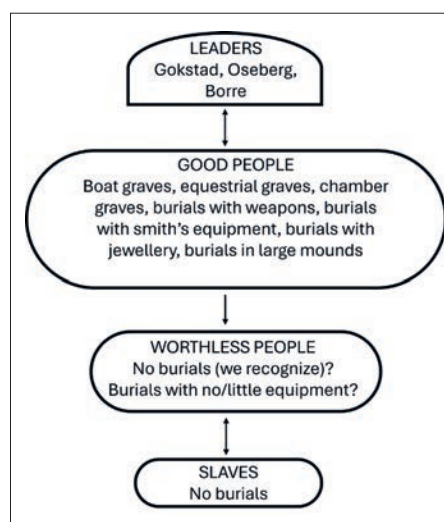 LEADERS
Gokstad, Oseberg,
Borre
GOOD PEOPLE
Boat graves, equestrial graves, chamber
graves, burials with weapons, burials
with smith's equipment, burials with
jewellery, burials in large mounds
WORTHLESS PEOPLE
No burials (we recognize)?
Burials with no/little equipment?
SLAVES
No burials